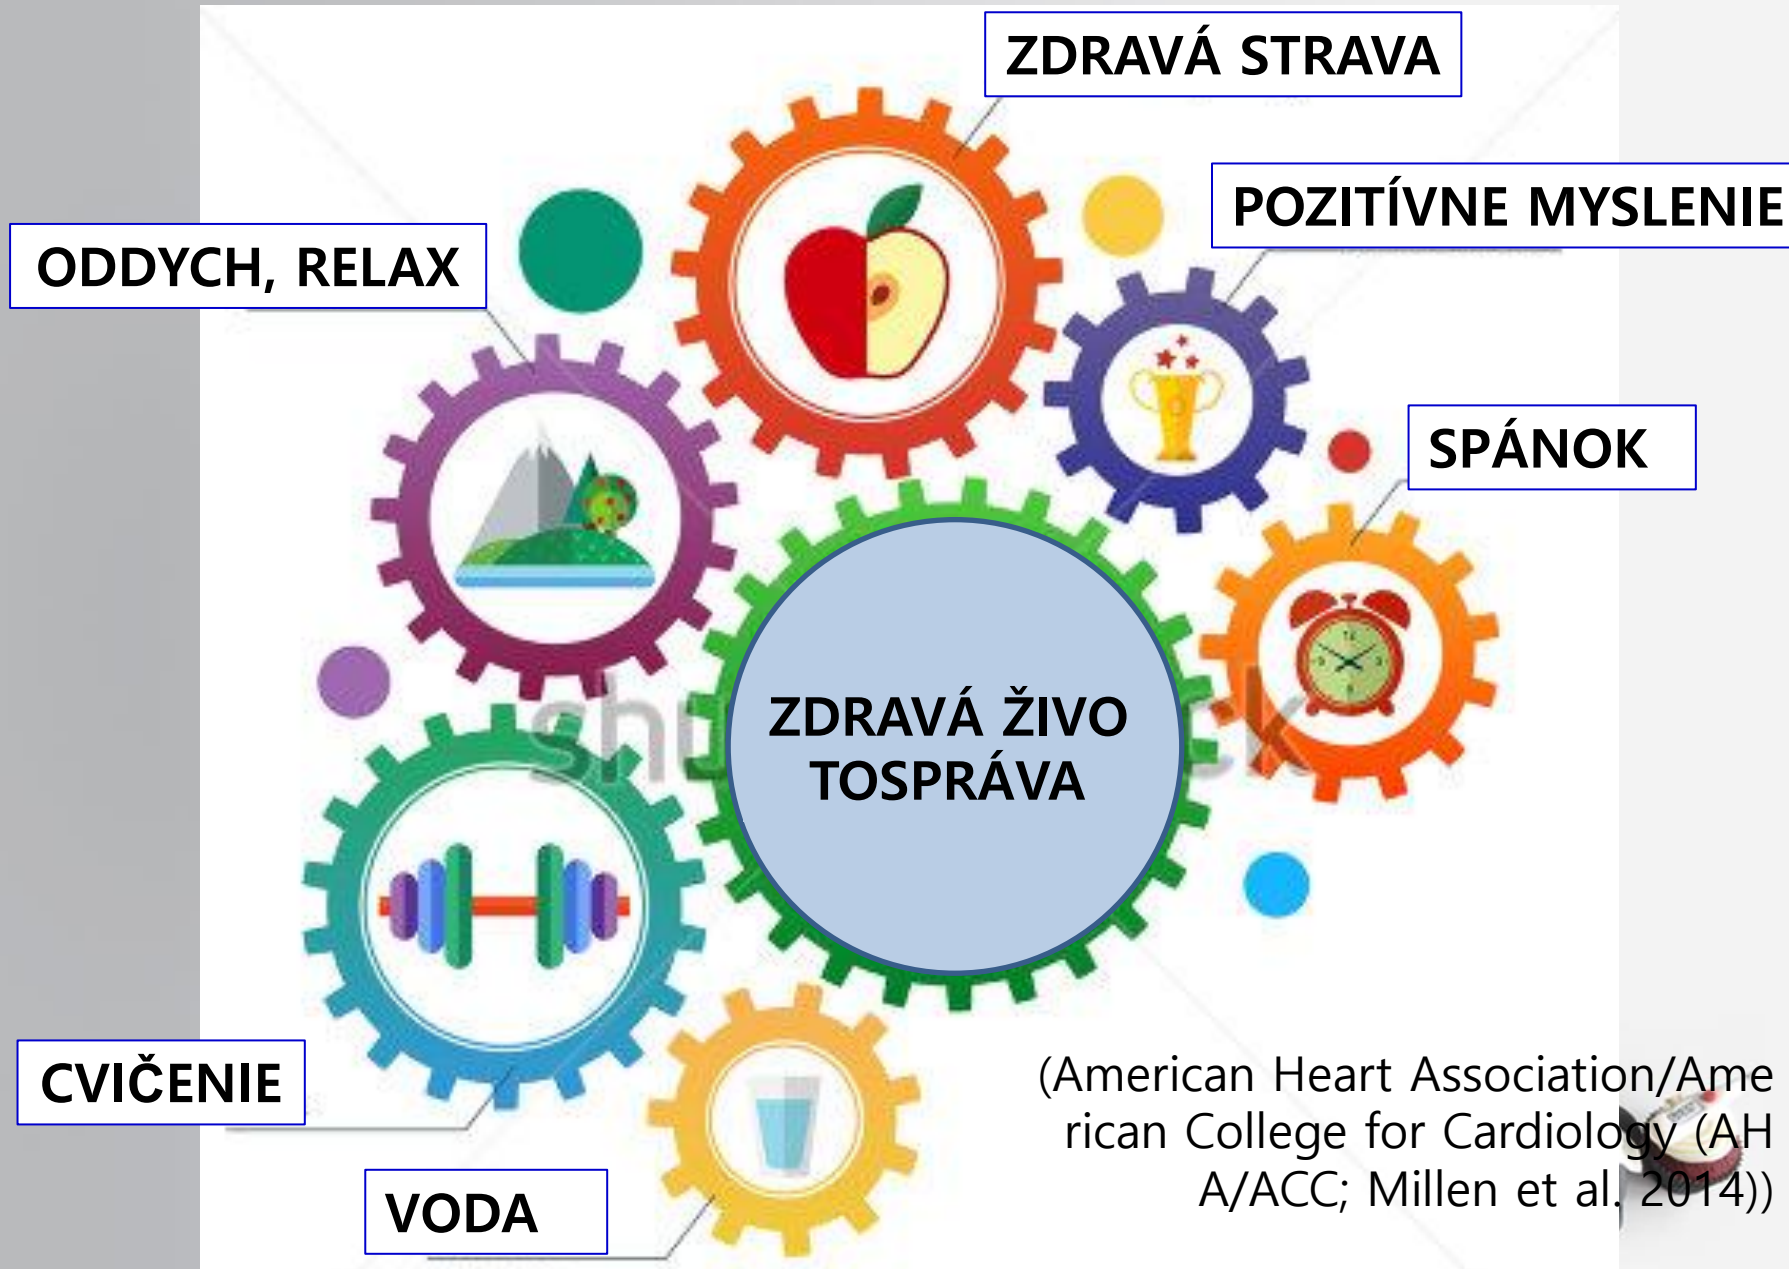 ZDRAVÁ STRAVA
POZITÍVNE MYSLENIE
ODDYCH, RELAX
SPÁNOK
ZDRAVÁ ŽIVO
TOSPRÁVA
CVIČENIE
VODA
(American Heart Association/Ame
rican College for Cardiology (AH
A/ACC; Millen et al. 2014))